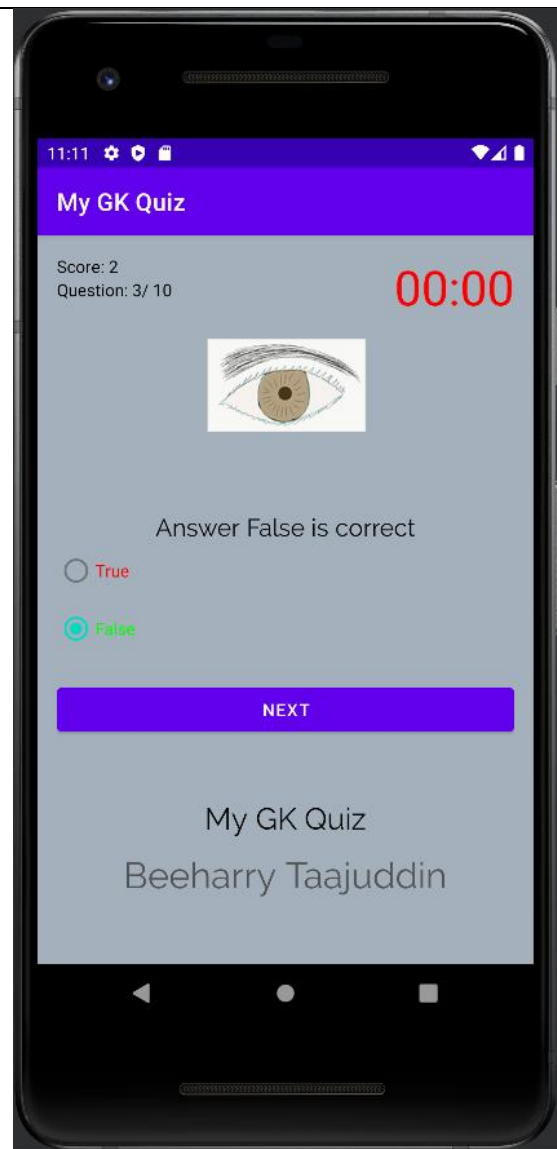 11:11
My GK Quiz
Score: 2
Question: 3/ 10
00:00
Answer False is correct
True
False
NEXT
My GK Quiz
Beeharry Taajuddin